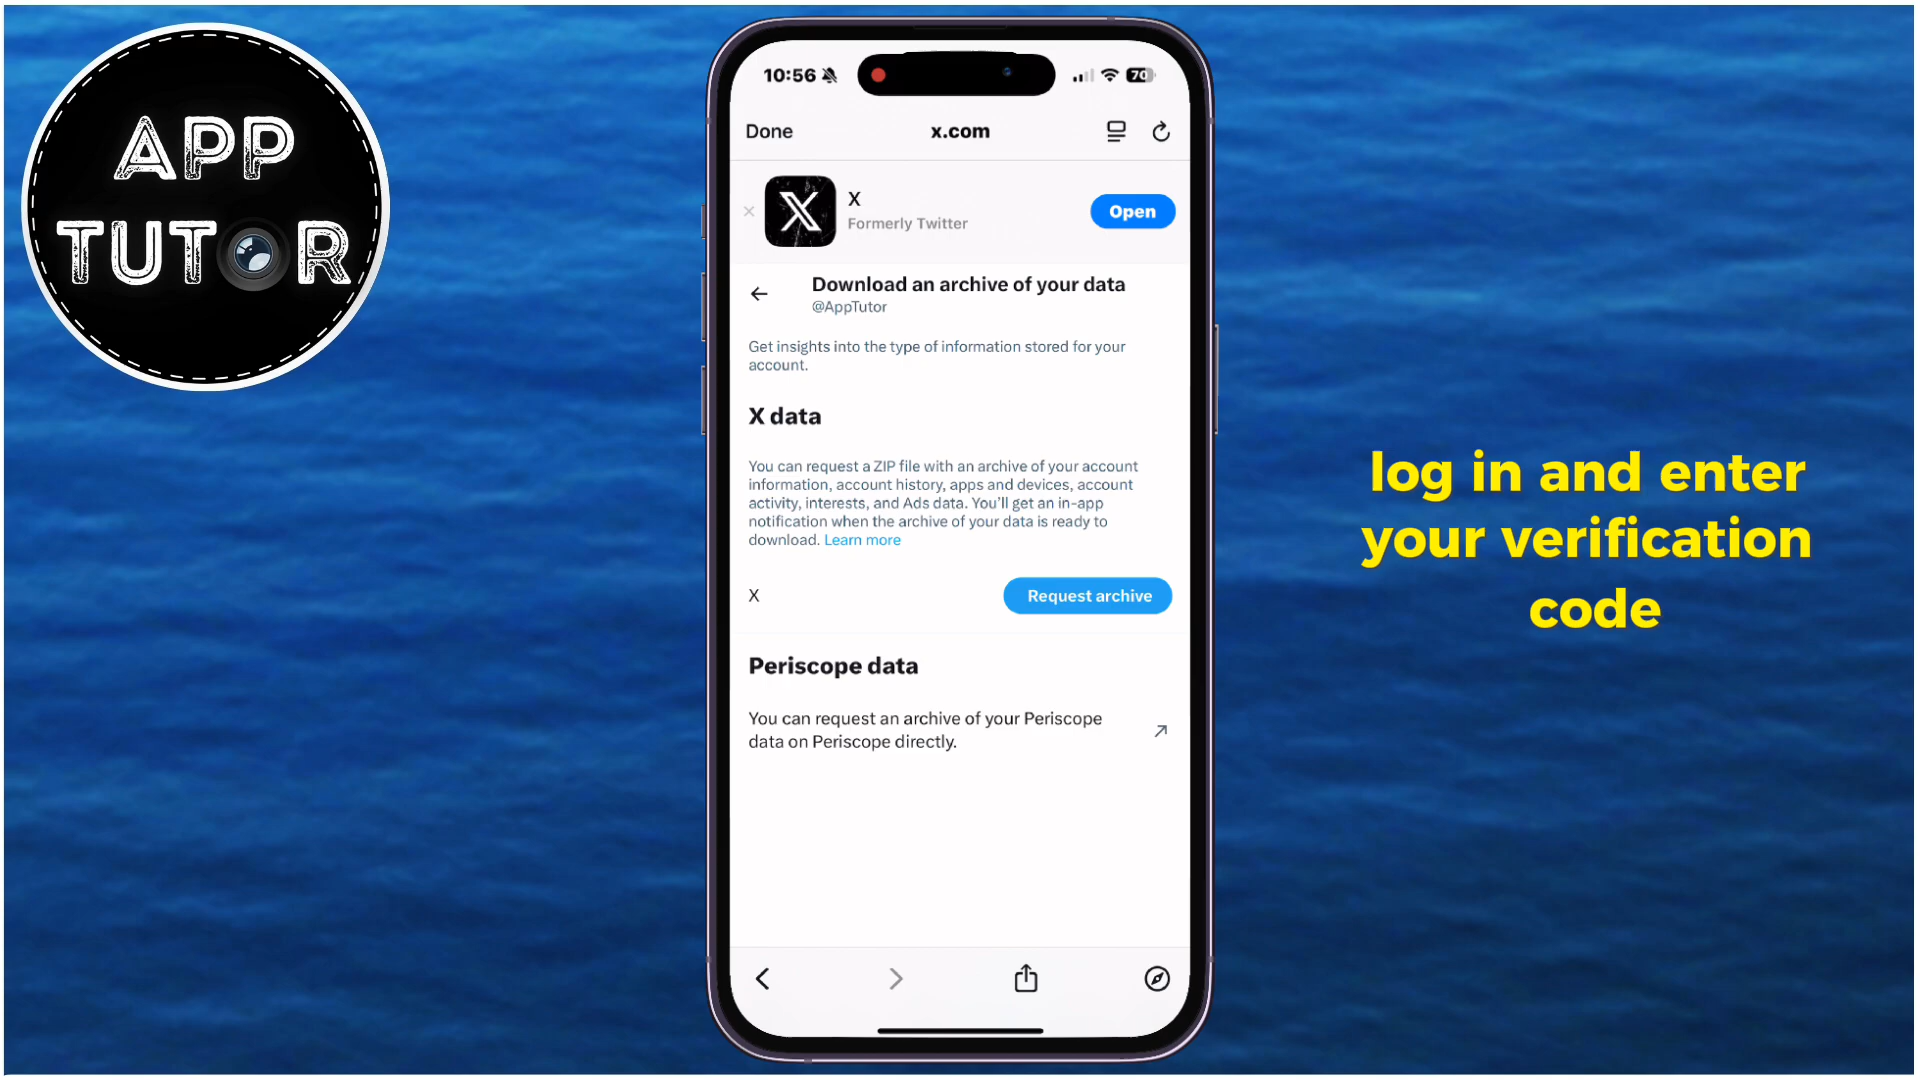 APP
TUTOR
10:56
70
Done
x.com
X
Formerly Twitter
Open
Download an archive of your data
@AppTutor
Get insights into the type of information stored for your
account.
X data
You can request a ZIP file with an archive of your account
information, account history, apps and devices, account
activity, interests, and Ads data. You’ll get an in-app
notification when the archive of your data is ready to
download. Learn more
X
Request archive
Periscope data
You can request an archive of your Periscope
data on Periscope directly.
log in and enter
your verification
code